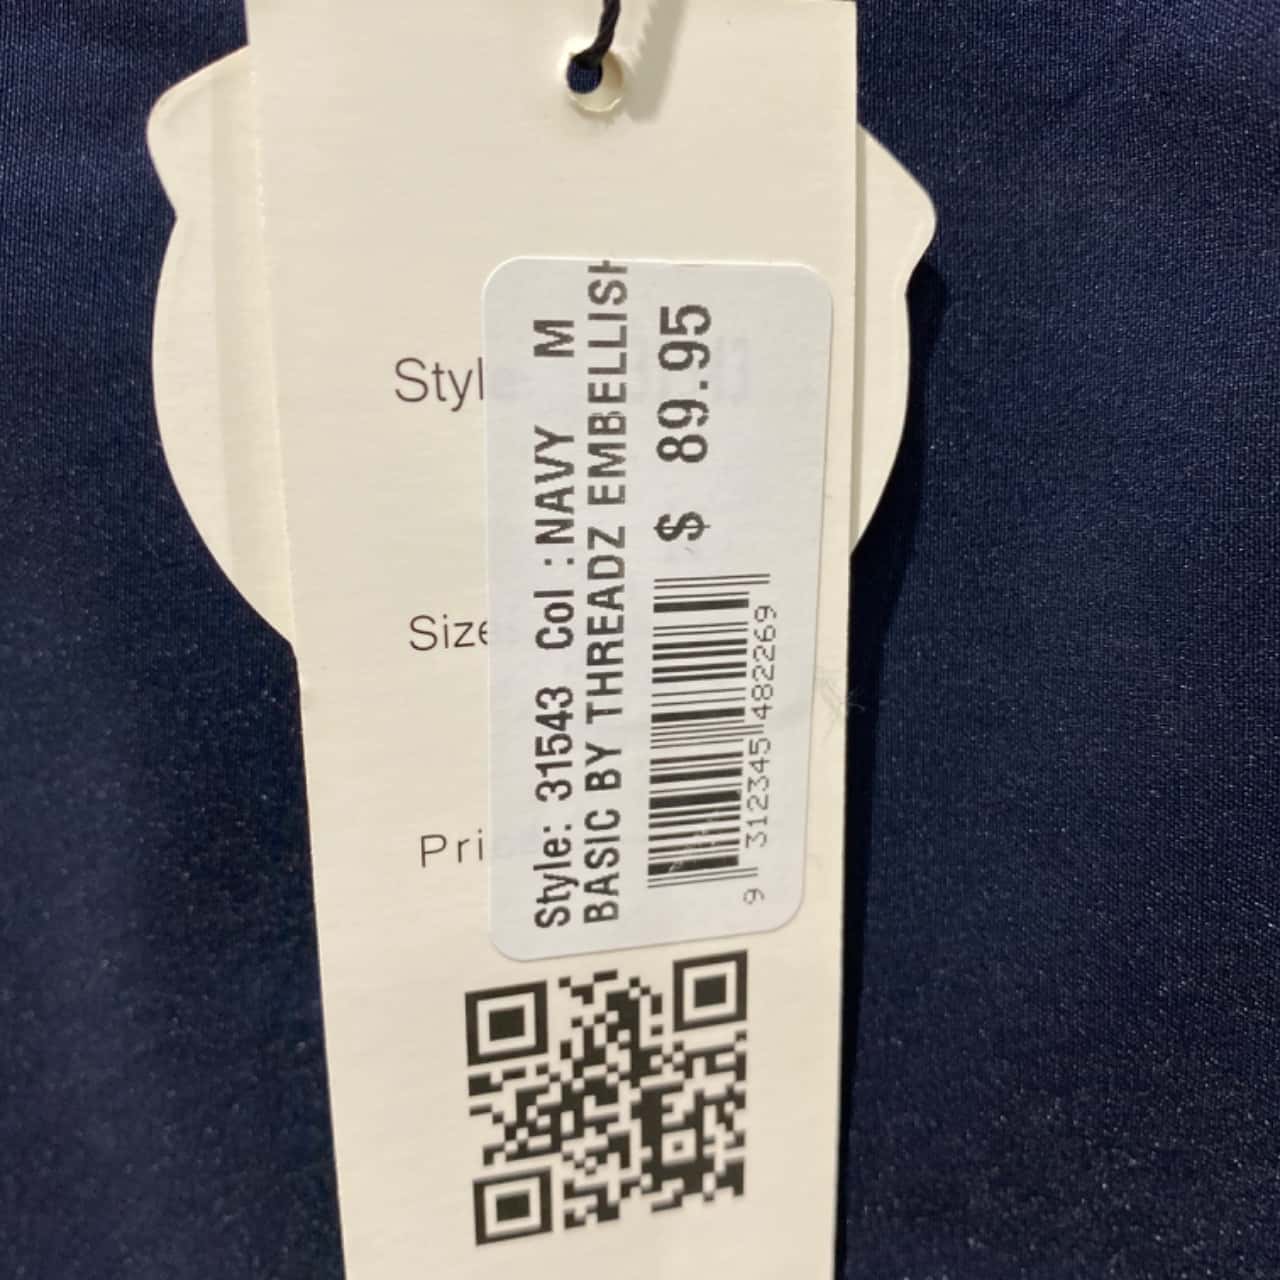 Style: 31543 Col : NAVY M
BASIC BY THREADZ EMBELLISH
$ 89.95
9 312345 482269
Styl
Size
Pri